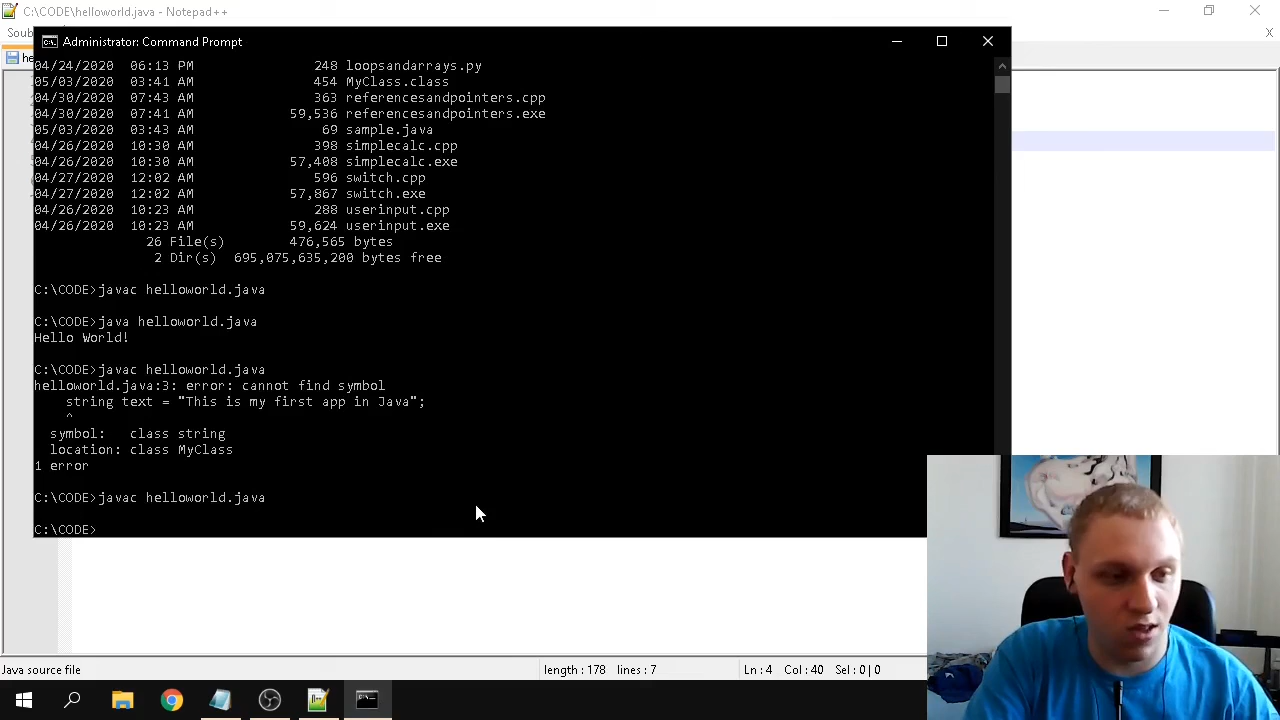 C:\CODE\helloworld.java - Notepad++
Soub
X
he
Administrator: Command Prompt
04/24/2020  06:13 PM               248 loopsandarrays.py
05/03/2020  03:43 AM               454 MyClass.class
04/30/2020  07:43 AM               363 referencesandpointers.cpp
04/30/2020  07:41 AM            59,536 referencesandpointers.exe
05/03/2020  03:43 AM                69 sample.java
04/26/2020  10:30 AM               398 simplecalc.cpp
04/26/2020  10:30 AM            57,408 simplecalc.exe
04/27/2020  12:02 AM               596 switch.cpp
04/27/2020  12:02 AM            57,867 switch.exe
04/26/2020  10:23 AM               288 userinput.cpp
04/26/2020  10:23 AM            59,624 userinput.exe
26 File(s)        476,565 bytes
2 Dir(s)  695,075,635,200 bytes free
C:\CODE>javac helloworld.java
C:\CODE>java helloworld.java
Hello World!
C:\CODE>javac helloworld.java
helloworld.java:3: error: cannot find symbol
string text = "This is my first app in Java";
^
symbol:   class string
location: class MyClass
1 error
C:\CODE>javac helloworld.java
C:\CODE>
Java source file
length : 178    lines : 7
Ln : 4    Col : 40    Sel : 0 | 0